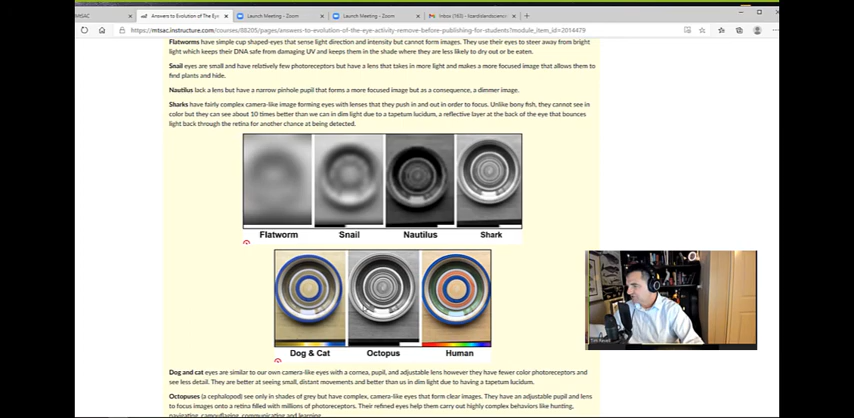 MtSAC
Answers to Evolution of The Eye
Launch Meeting - Zoom
Launch Meeting - Zoom
https://mtsac.instructure.com/courses/88205/pages/answers-to-evolution-of-the-eye-activity-remove-before-publishing-for-students?module_item_id=2014479
Flatworms have simple cup shaped-eyes that sense light direction and intensity but cannot form images. They use their eyes to steer away from bright
light which keeps their DNA safe from damaging UV and keeps them in the shade where they are less likely to dry out or be eaten.
Snail eyes are small and have relatively few photoreceptors but have a lens that takes in more light and makes a more focused image that allows them to
find plants and hide.
Nautilus lack a lens but have a narrow pinhole pupil that forms a more focused image but as a consequence, a dimmer image.
Sharks have fairly complex camera-like image forming eyes with lenses that they push in and out in order to focus. Unlike bony fish, they cannot see in
color but they can see about 10 times better than we can in dim light due to a tapetum lucidum, a reflective layer at the back of the eye that bounces
light back through the retina for another chance at being detected.
Flatworm Snail Nautilus Shark
Dog & Cat Octopus Human
Dog and cat eyes are similar to our own camera-like eyes with a cornea, pupil, and adjustable lens however they have fewer color photoreceptors and
see less detail. They are better at seeing small, distant movements and better than us in dim light due to having a tapetum lucidum.
Octopuses (a cephalopod) see only in shades of grey but have complex, camera-like eyes that form clear images. They have an adjustable pupil and lens
to focus images onto a retina filled with millions of photoreceptors. Their refined eyes help them carry out highly complex behaviors like hunting,
navigating, camouflaging, communicating and learning.